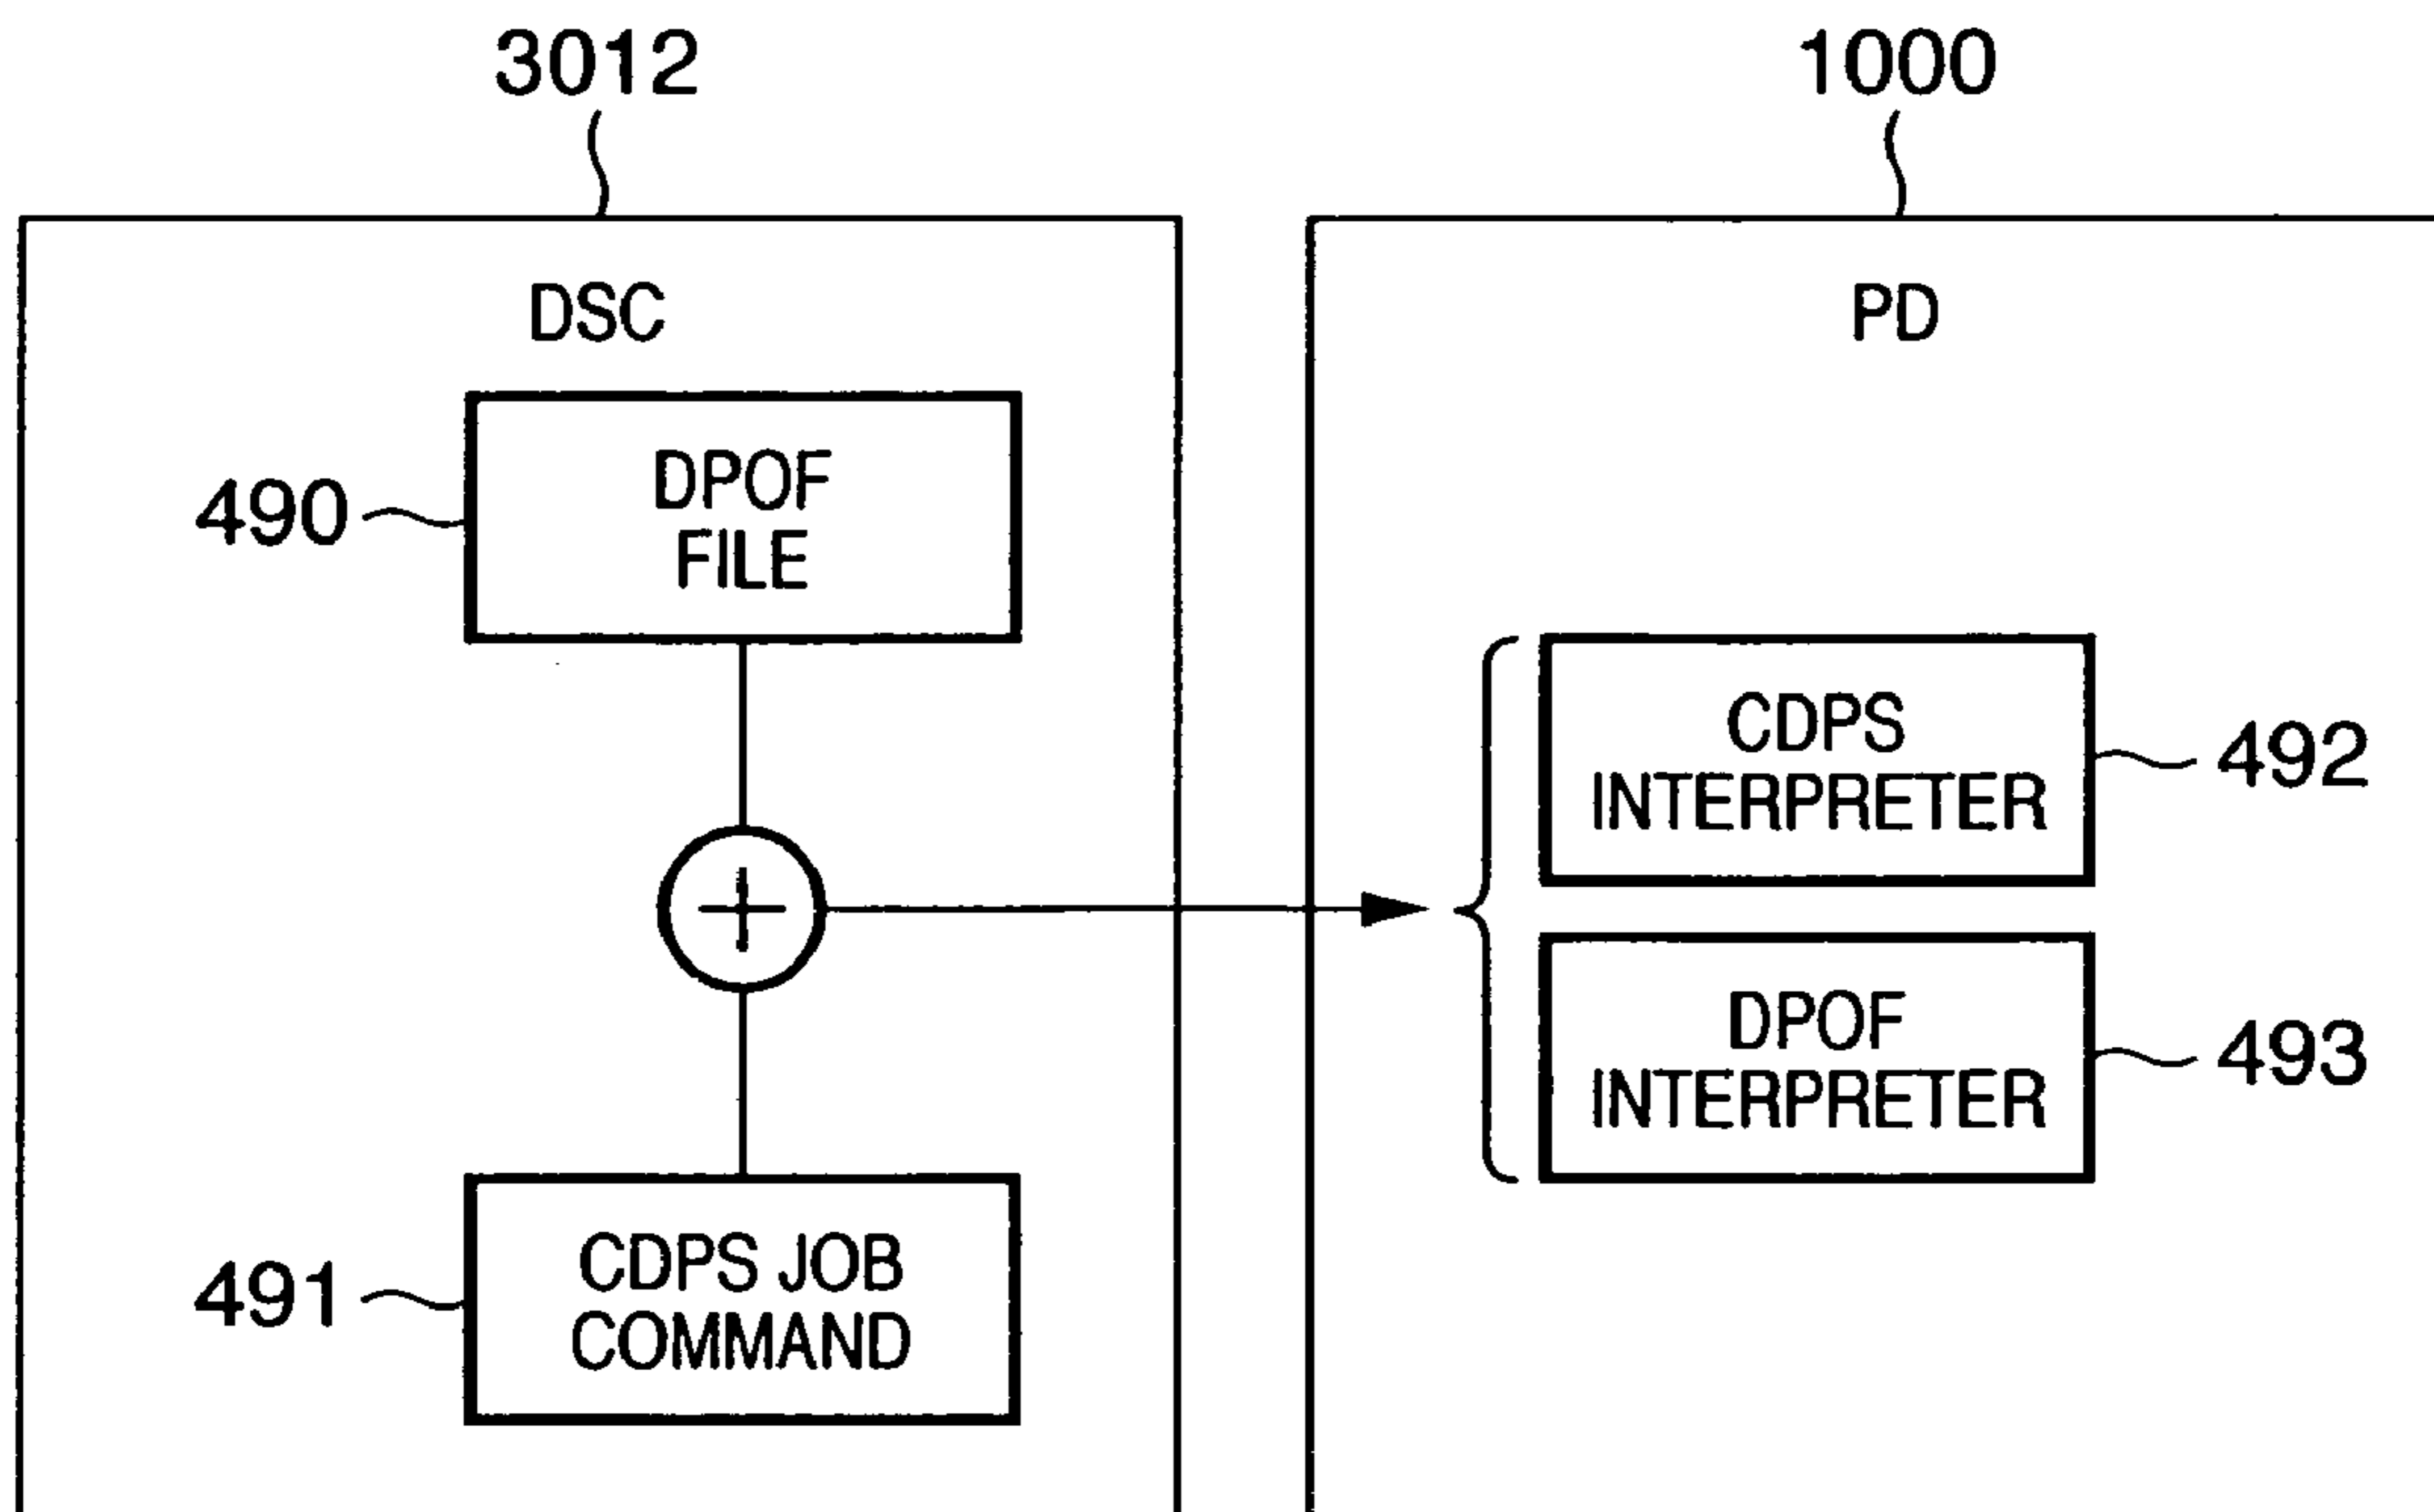 3012
1000
DSC
PD
490
DPOF
FILE
CDPS
INTERPRETER
492
DPOF
INTERPRETER
493
491
CDPS JOB
COMMAND